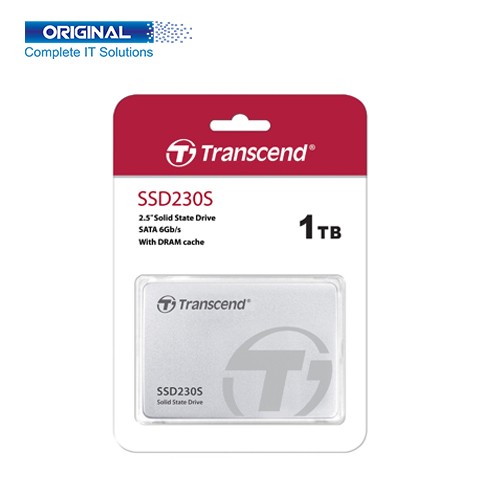 ORIGINAL
Complete IT Solutions
Transcend®
SSD230S
2.5" Solid State Drive
SATA 6Gb/s
With DRAM cache
1TB
Transcend®
SSD230S
Solid State Drive